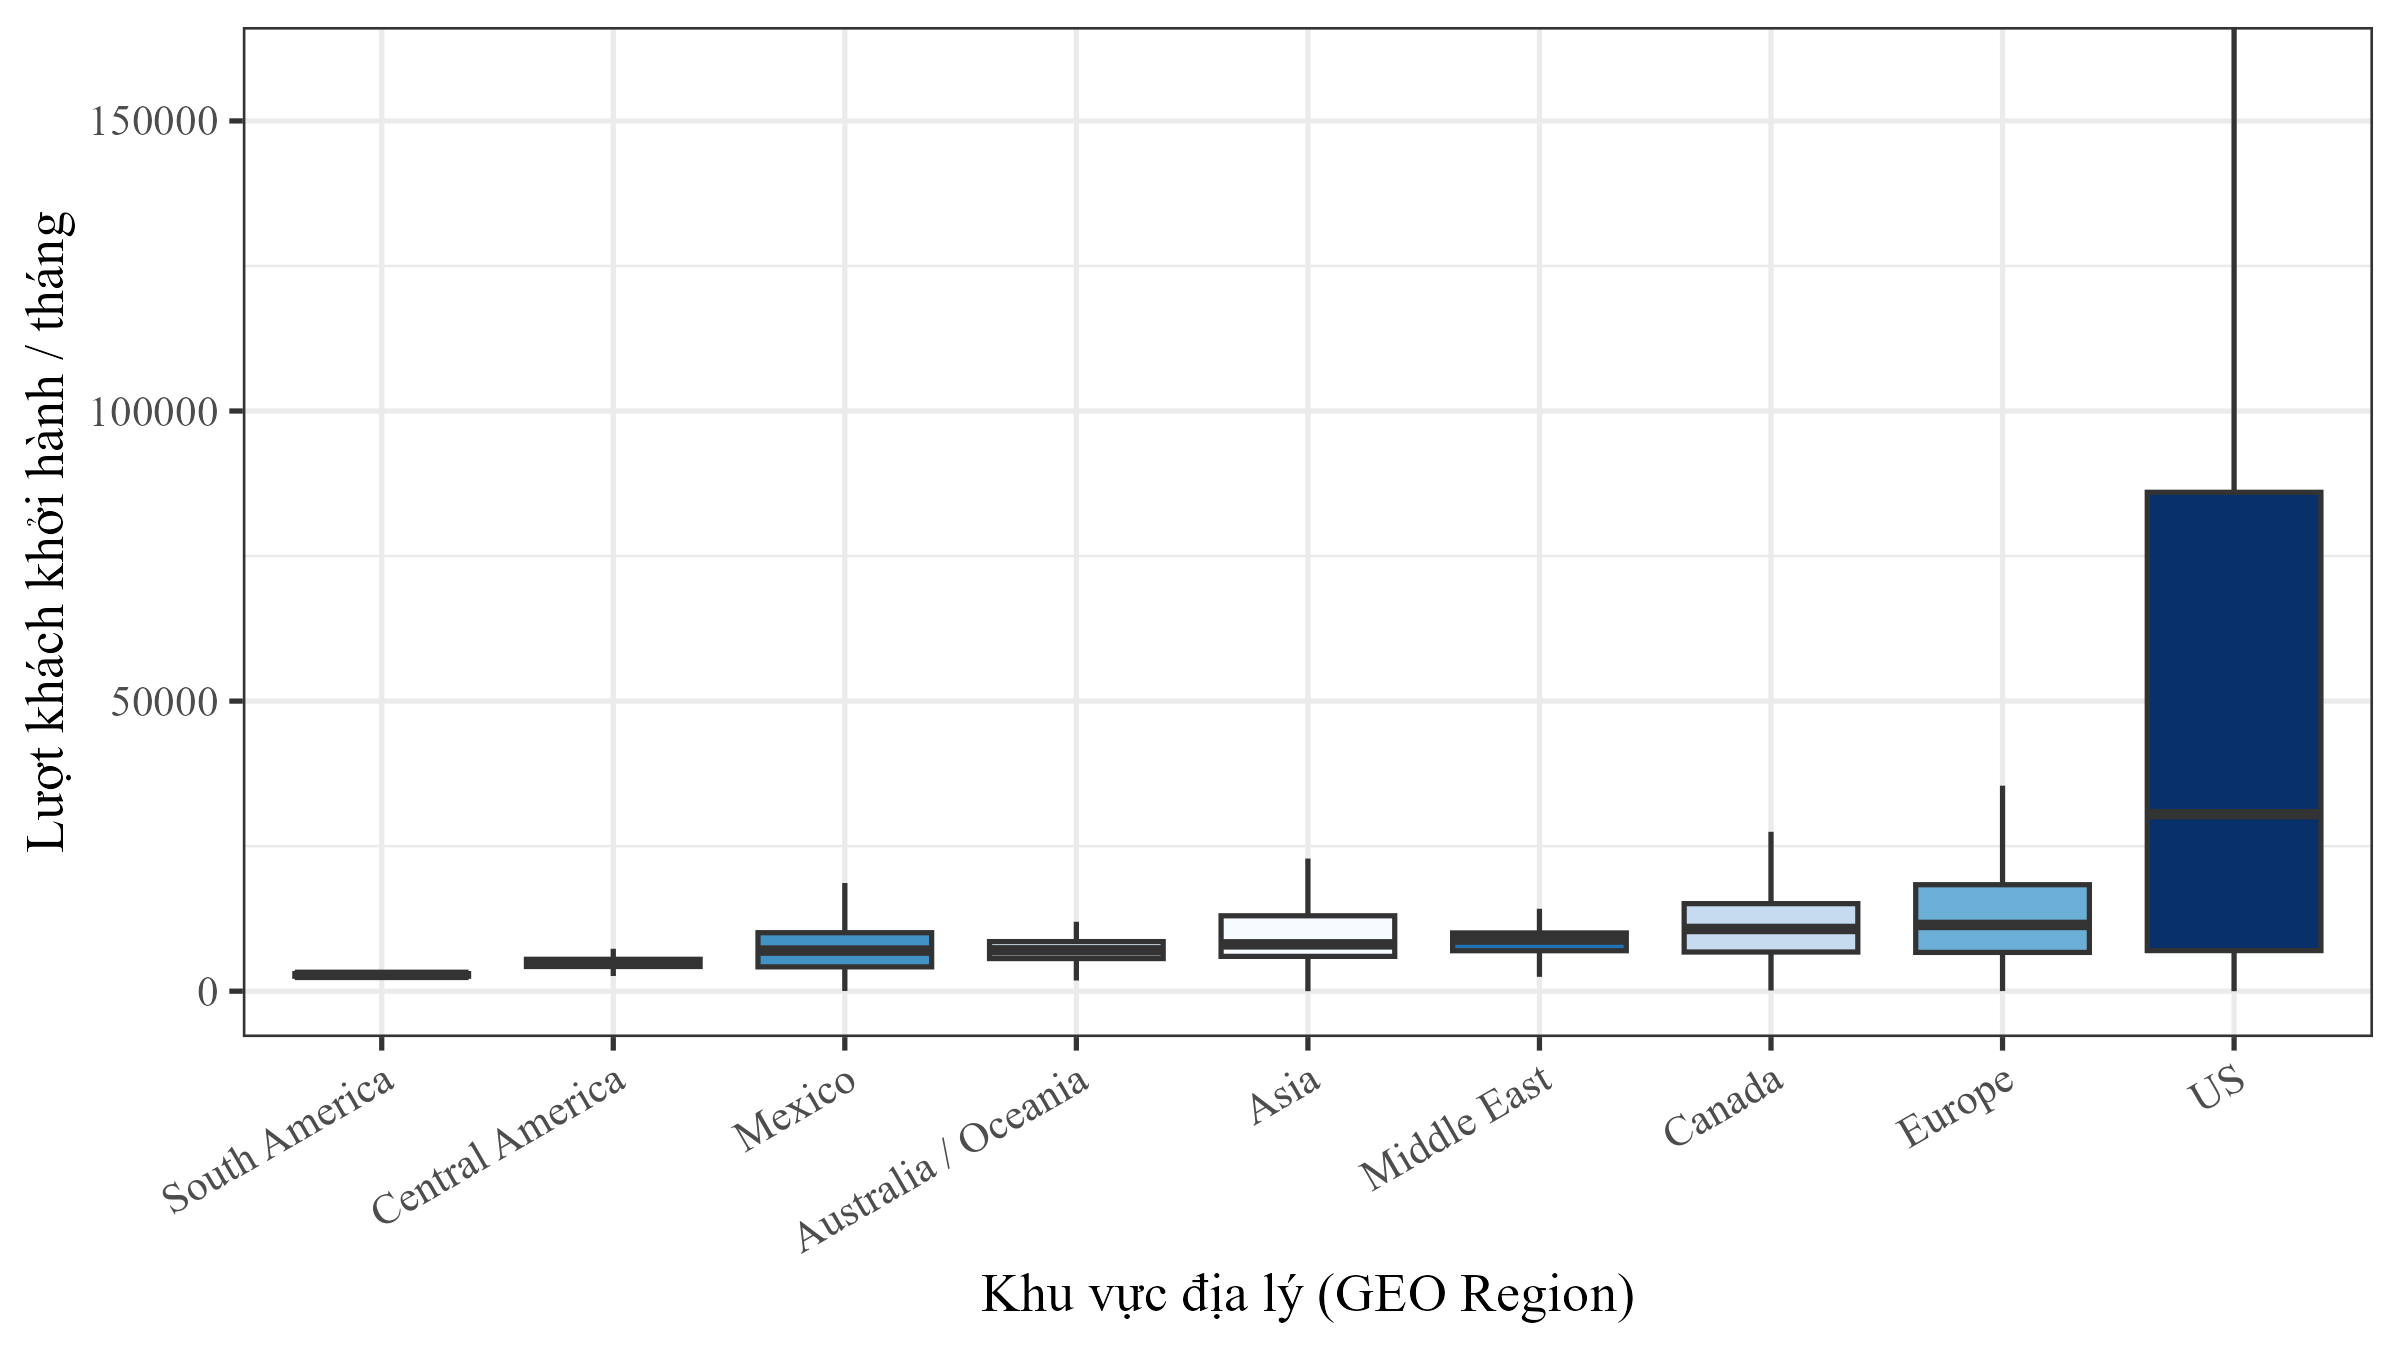 Lượt khách khởi hành / tháng
150000
100000
50000
0
South America
Central America
Mexico
Australia / Oceania
Asia
Middle East
Canada
Europe
US
Khu vực địa lý (GEO Region)